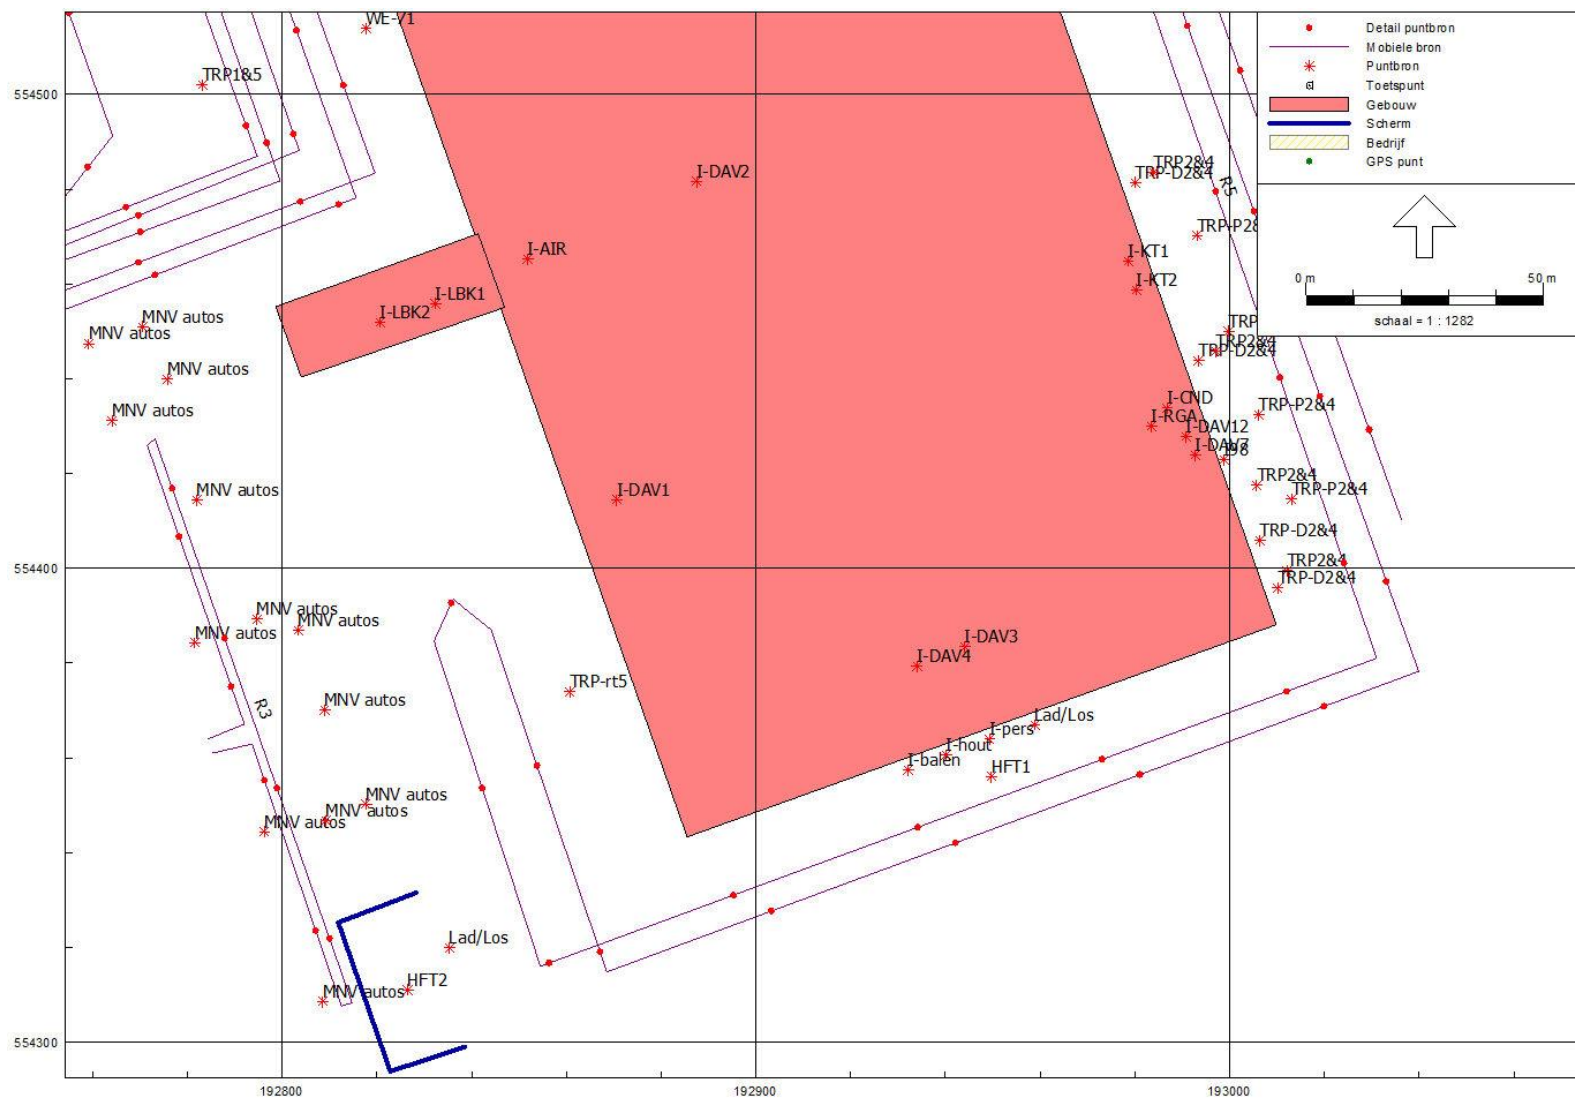 WE-71
TRP1&5
554500
I-DAV2
TRP2&4
TRP-D2&4
R5
TRP-P2&
I-AIR
I-KT1
I-KT2
I-LBK1
I-LBK2
MNV autos
MNV autos
TRP
TRP2&4
TRP-D2&4
MNV autos
MNV autos
I-CND
I-RGA
TRP-P2&4
I-DAV12
I-DAV7
198
MNV autos
I-DAV1
TRP2&4
TRP-P2&4
TRP-D2&4
554400
TRP2&4
TRP-D2&4
MNV autos
MNV autos
MNV autos
I-DAV3
I-DAV4
TRP-rt5
R3
MNV autos
Lad/Los
I-pers
I-hout
I-balen
HFT1
MNV autos
MNV autos
MNV autos
Lad/Los
HFT2
MNV autos
554300
192800
192900
193000
Detail puntbron
Mobiele bron
Puntbron
Toetspunt
Gebouw
Scherm
Bedrijf
GPS punt
0 m
50 m
schaal = 1 : 1282